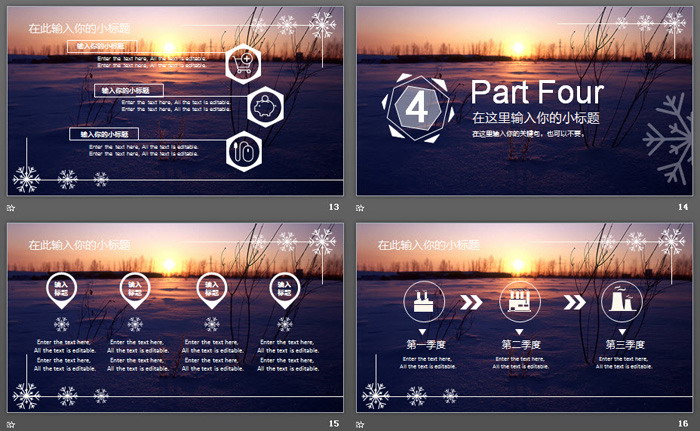 在此输入你的小标题
输入你的小标题
Enter the text here, All the text is editable.
Enter the text here, All the text is editable.
输入你的小标题
Enter the text here, All the text is editable.
Enter the text here, All the text is editable.
输入你的小标题
Enter the text here, All the text is editable.
Enter the text here, All the text is editable.
13
4
Part Four
在这里输入你的小标题
在这里输入你的关键句，也可以不要。
14
在此输入你的小标题
输入
标题
输入
标题
输入
标题
输入
标题
Enter the text here,
All the text is editable.
Enter the text here,
All the text is editable.
Enter the text here,
All the text is editable.
Enter the text here,
All the text is editable.
Enter the text here,
All the text is editable.
Enter the text here,
All the text is editable.
Enter the text here,
All the text is editable.
Enter the text here,
All the text is editable.
15
在此输入你的小标题
第一季度
Enter the text here,
All the text is editable.
第二季度
Enter the text here,
All the text is editable.
第三季度
Enter the text here,
All the text is editable.
16